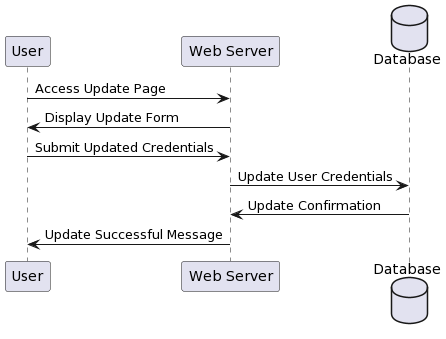 User
Web Server
Database
Access Update Page
Display Update Form
Submit Updated Credentials
Update User Credentials
Update Confirmation
Update Successful Message
User
Web Server
Database